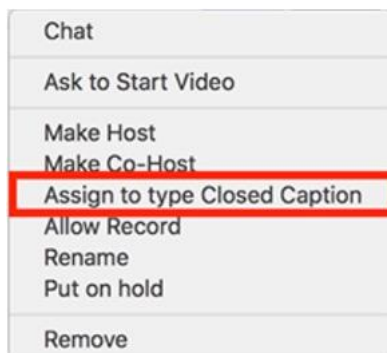 Chat
Ask to Start Video
Make Host
Make Co-Host
Assign to type Closed Caption
Allow Record
Rename
Put on hold
Remove